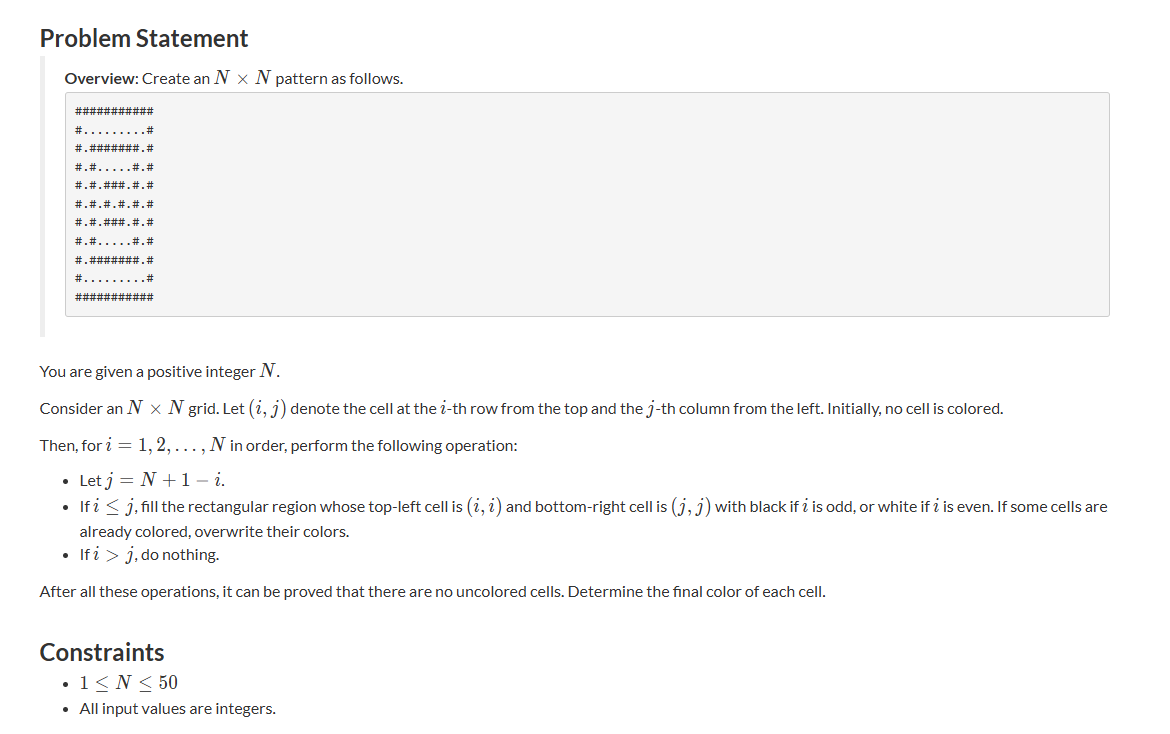 Problem Statement
Overview: Create an N × N pattern as follows.
###########
#.........#
#.#######.#
#.#.....#.#
#.#.###.#.#
#.#.#.#.#.#
#.#.###.#.#
#.#.....#.#
#.#######.#
#.........#
###########
You are given a positive integer N.
Consider an N × N grid. Let (i, j) denote the cell at the i-th row from the top and the j-th column from the left. Initially, no cell is colored.
Then, for i = 1, 2, . . . , N in order, perform the following operation:
• Let j = N + 1 − i.
• If i ≤ j, fill the rectangular region whose top-left cell is (i, i) and bottom-right cell is (j, j) with black if i is odd, or white if i is even. If some cells are
already colored, overwrite their colors.
• If i > j, do nothing.
After all these operations, it can be proved that there are no uncolored cells. Determine the final color of each cell.
Constraints
• 1 ≤ N ≤ 50
• All input values are integers.